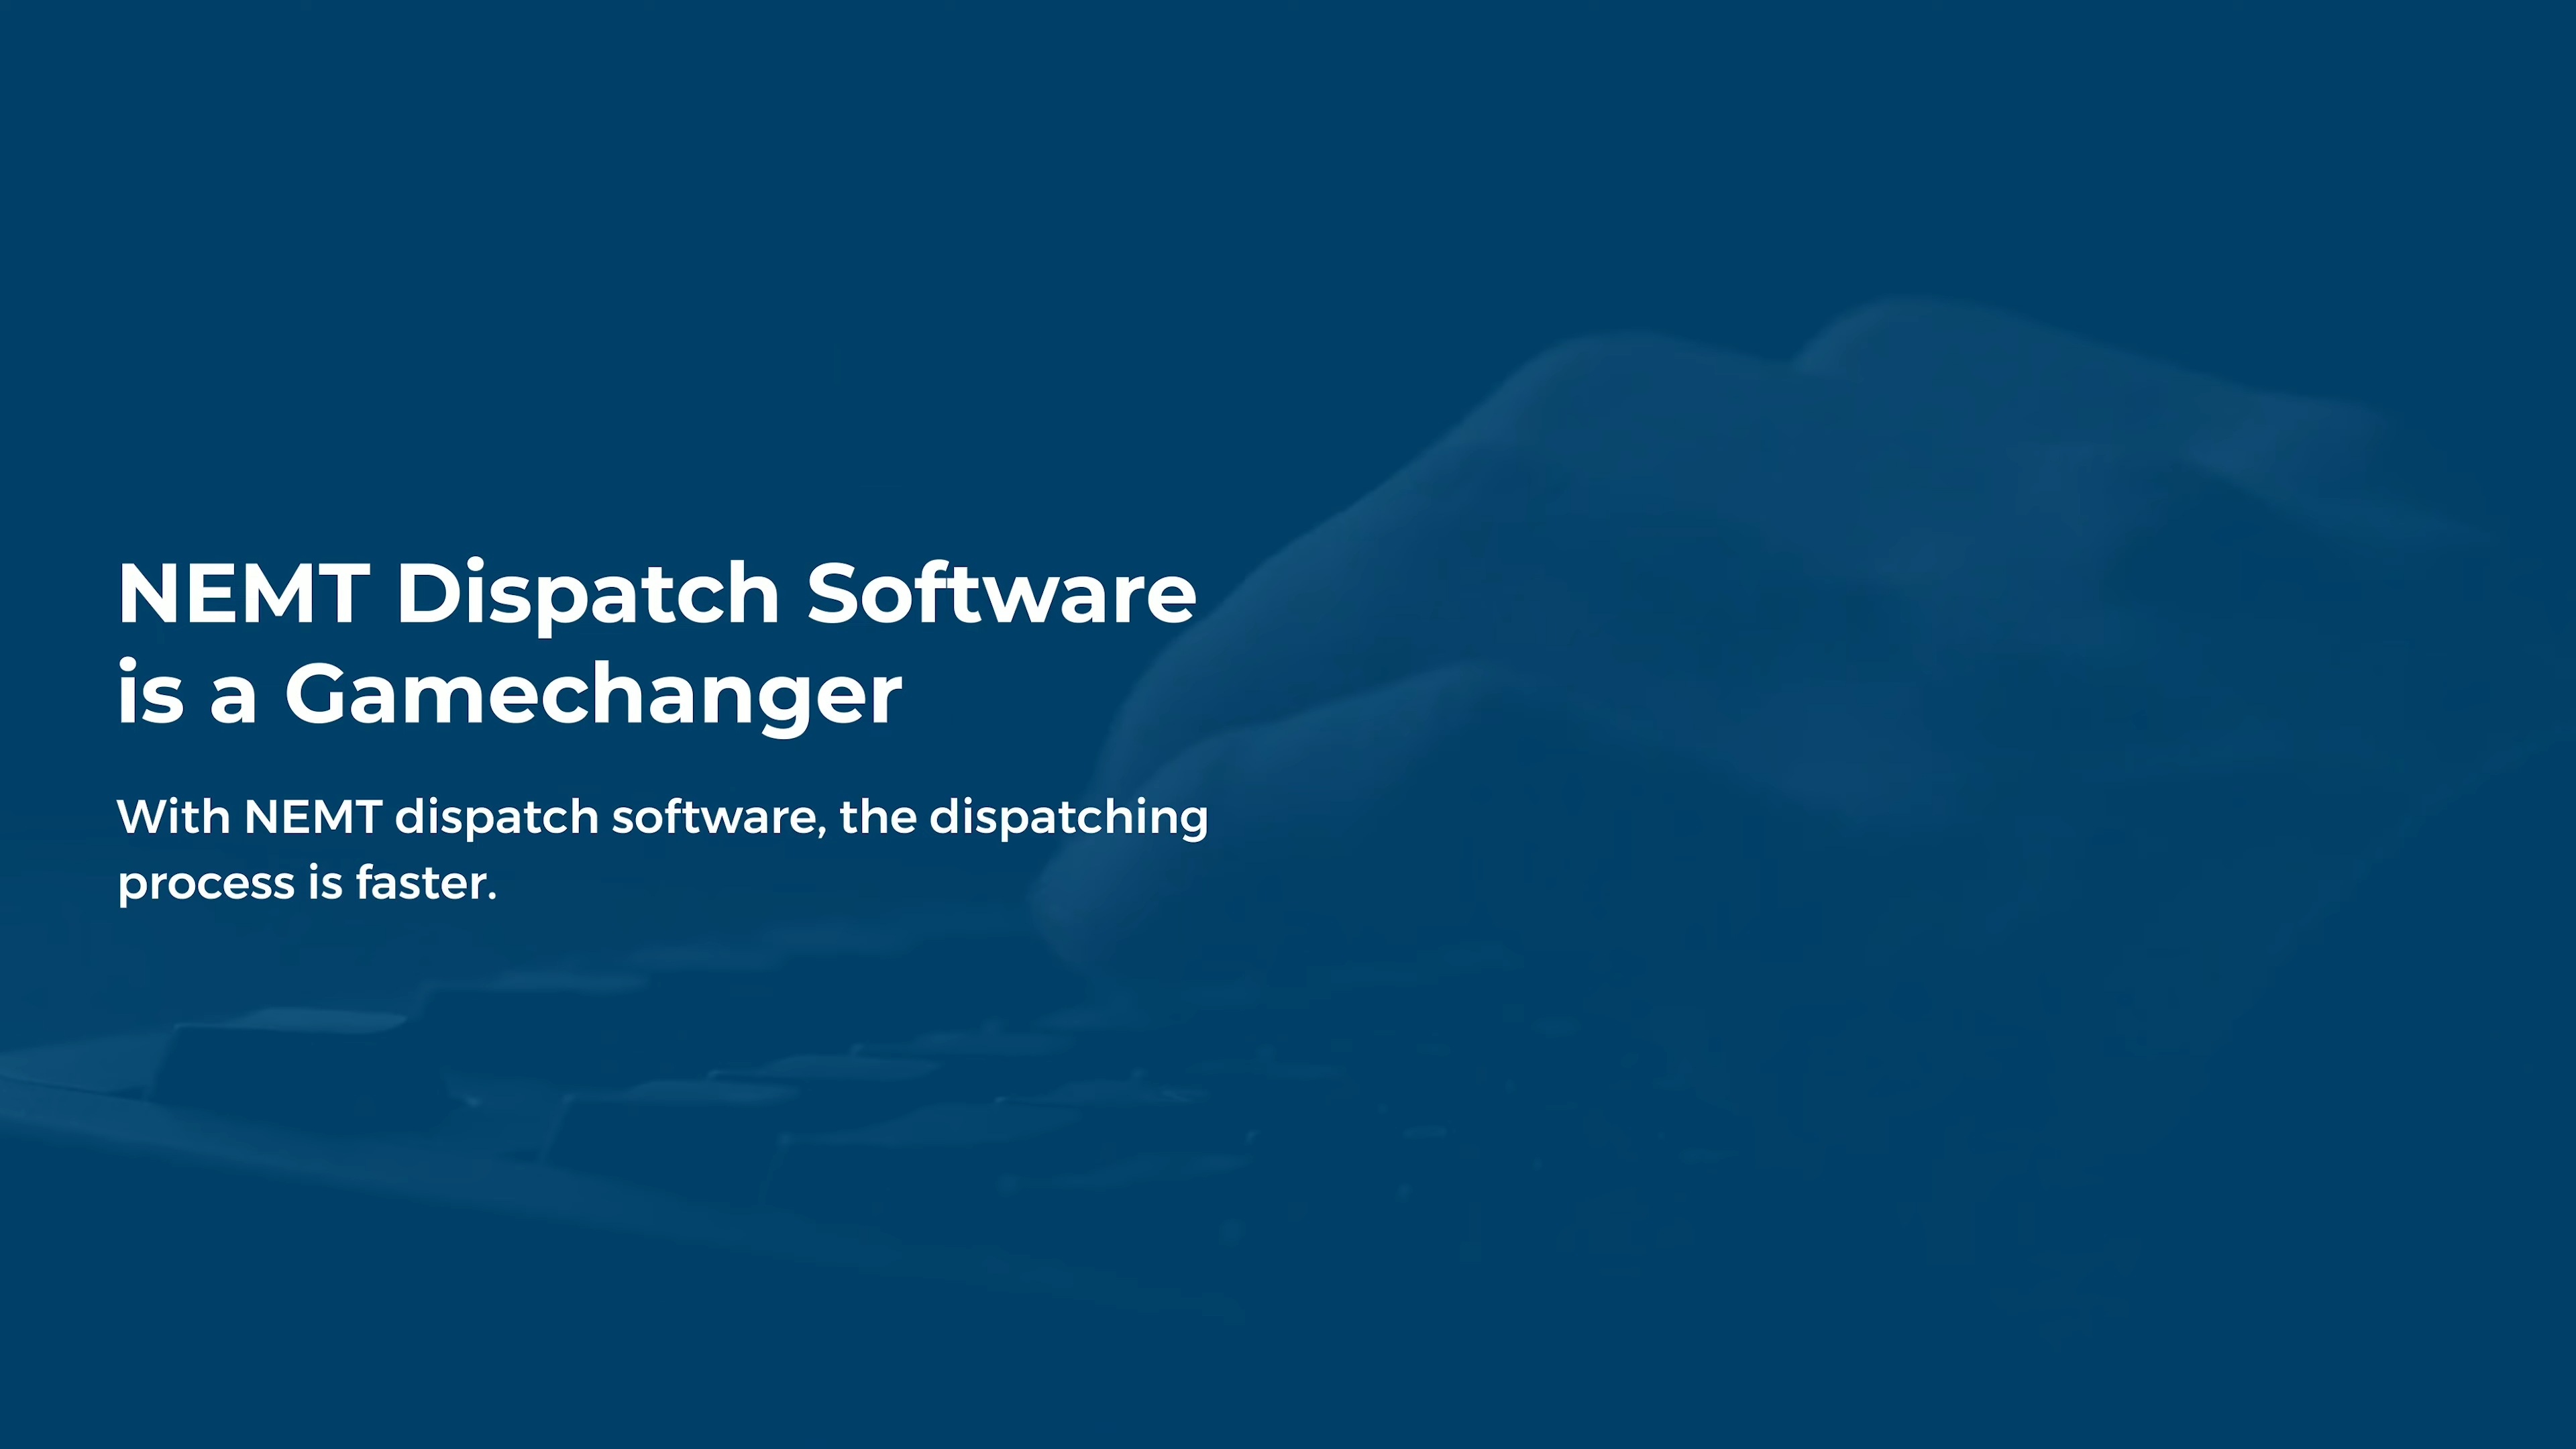 NEMT Dispatch Software
is a Gamechanger
With NEMT dispatch software, the dispatching
process is faster.